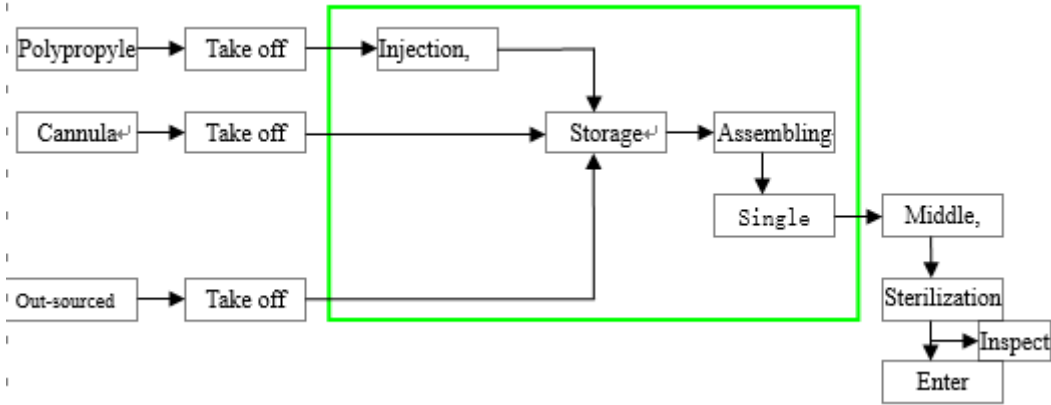 Polypropyle
Take off
Injection,
Cannula
Take off
Storage
Assembling
Single
Middle,
Out-sourced
Take off
Sterilization
Inspect
Enter